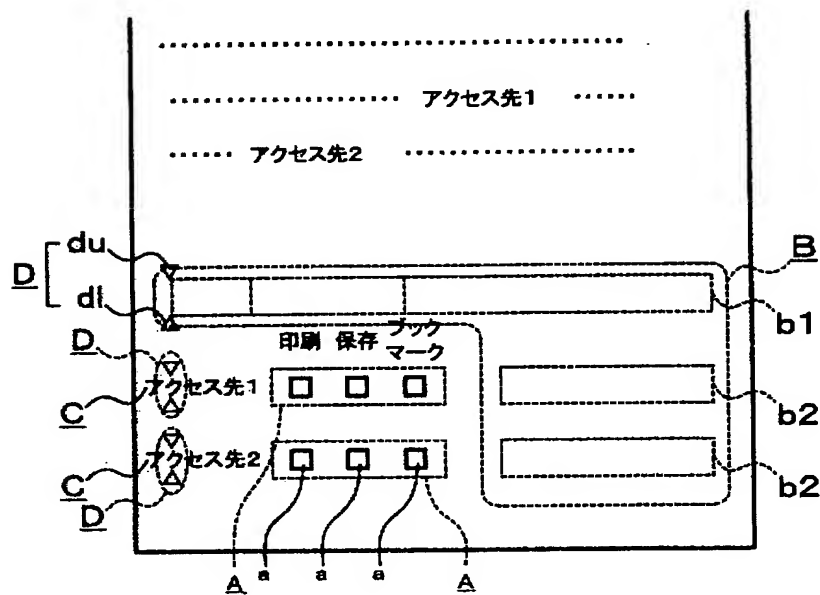 アクセス先1
アクセス先2
du
D
dl
B
b1
印刷 保存 ブック
マーク
D
アクセス先1
C
b2
アクセス先2
C
b2
D
A a a a A